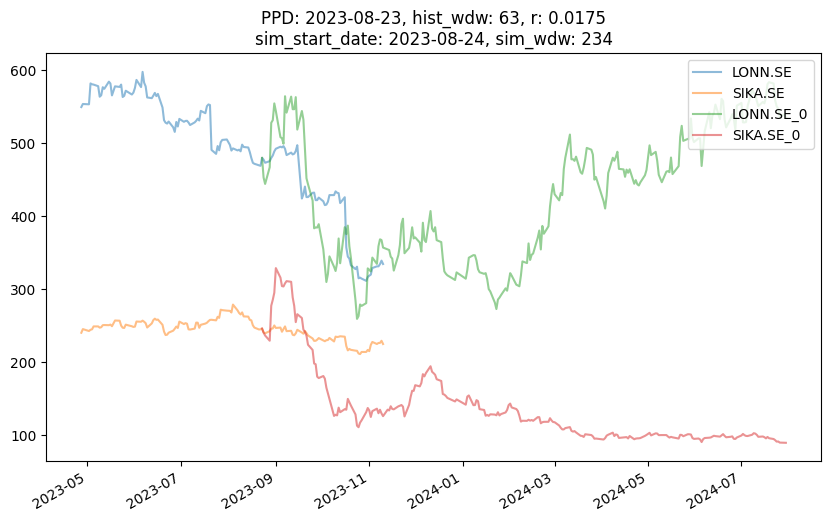 PPD: 2023-08-23, hist_wdw: 63, r: 0.0175
sim_start_date: 2023-08-24, sim_wdw: 234
LONN.SE
SIKA.SE
LONN.SE_0
SIKA.SE_0
600
500
400
300
200
100
2023-05
2023-07
2023-09
2023-11
2024-01
2024-03
2024-05
2024-07